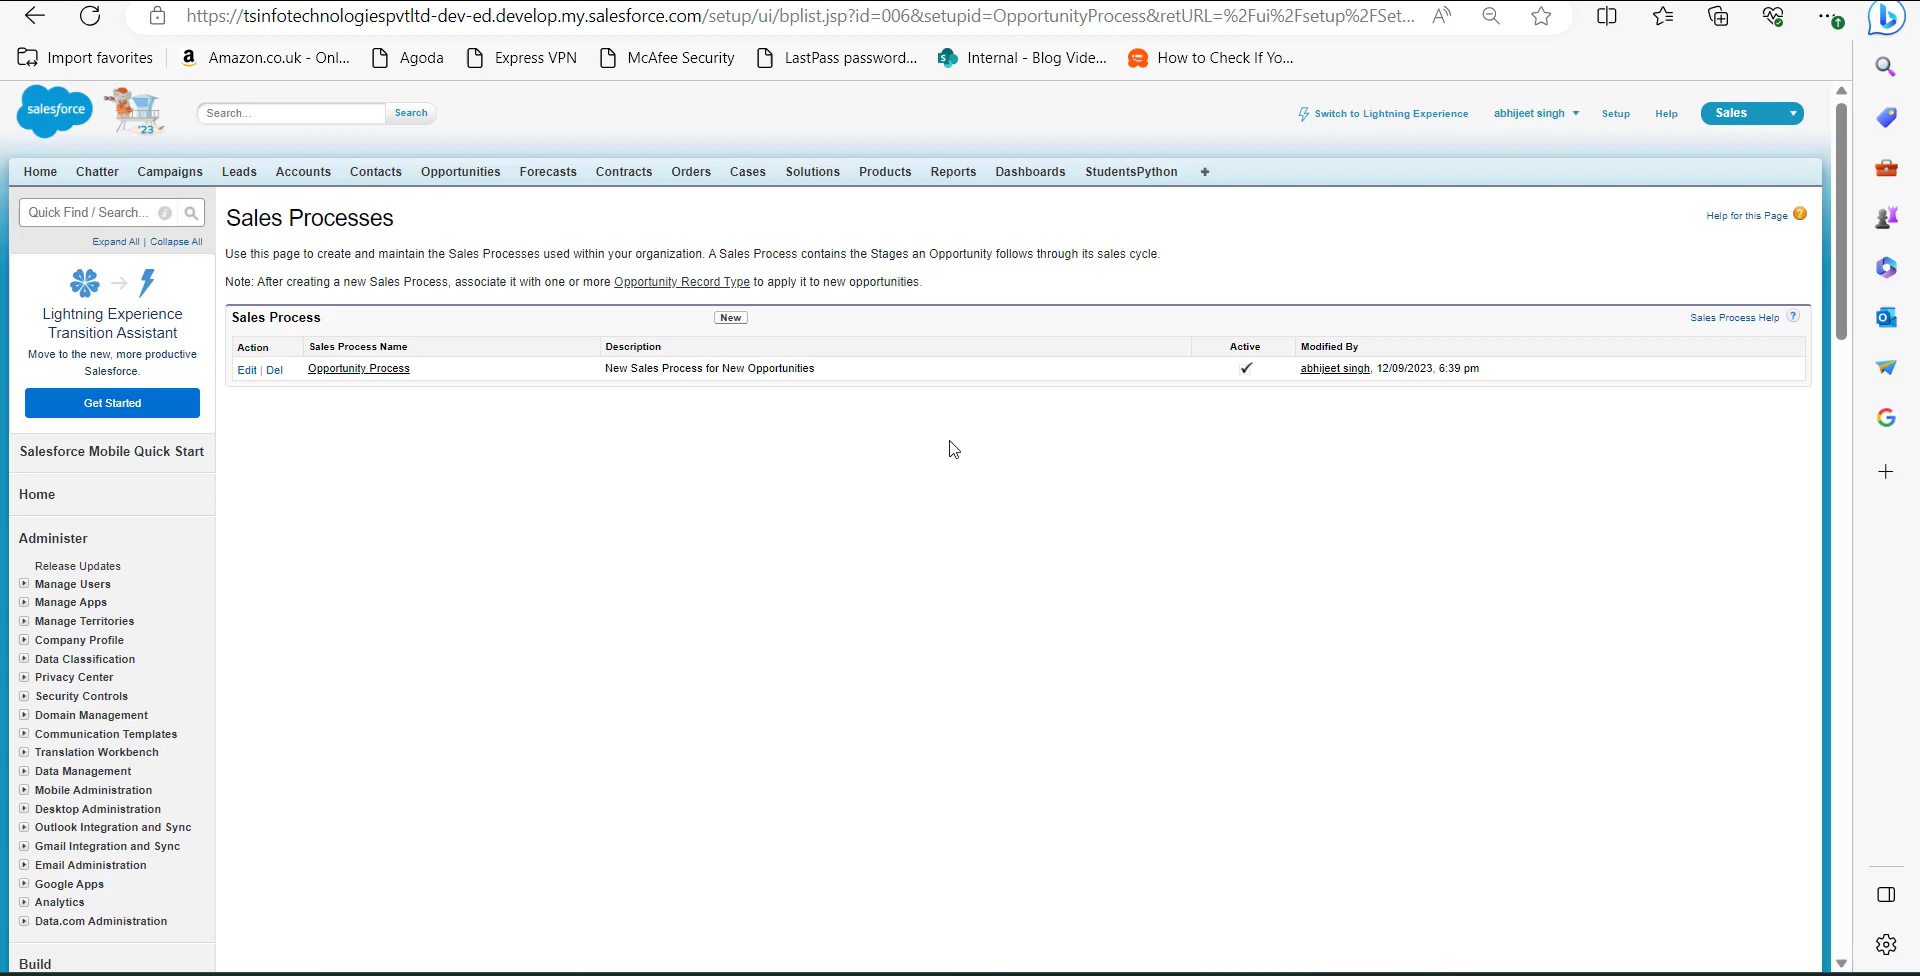 https://tsinfotechnologiespvtltd-dev-ed.develop.my.salesforce.com/setup/ui/bplist.jsp?id=006&setupid=OpportunityProcess&retURL=%2Fui%2Fsetup%2FSet...
Import favorites
Amazon.co.uk - Onl...
Agoda
Express VPN
McAfee Security
LastPass password...
Internal - Blog Vide...
How to Check If Yo...
salesforce
'23
Search...
Search
Switch to Lightning Experience
abhijeet singh
Setup
Help
Sales
Home
Chatter
Campaigns
Leads
Accounts
Contacts
Opportunities
Forecasts
Contracts
Orders
Cases
Solutions
Products
Reports
Dashboards
StudentsPython
Quick Find / Search...
Expand All | Collapse All
Lightning Experience
Transition Assistant
Move to the new, more productive
Salesforce.
Get Started
Salesforce Mobile Quick Start
Home
Administer
Release Updates
Manage Users
Manage Apps
Manage Territories
Company Profile
Data Classification
Privacy Center
Security Controls
Domain Management
Communication Templates
Translation Workbench
Data Management
Mobile Administration
Desktop Administration
Outlook Integration and Sync
Gmail Integration and Sync
Email Administration
Google Apps
Analytics
Data.com Administration
Build
Sales Processes
Help for this Page
Use this page to create and maintain the Sales Processes used within your organization. A Sales Process contains the Stages an Opportunity follows through its sales cycle.
Note: After creating a new Sales Process, associate it with one or more Opportunity Record Type to apply it to new opportunities.
Sales Process
New
Sales Process Help
Action
Sales Process Name
Description
Active
Modified By
Edit | Del
Opportunity Process
New Sales Process for New Opportunities
abhijeet singh, 12/09/2023, 6:39 pm